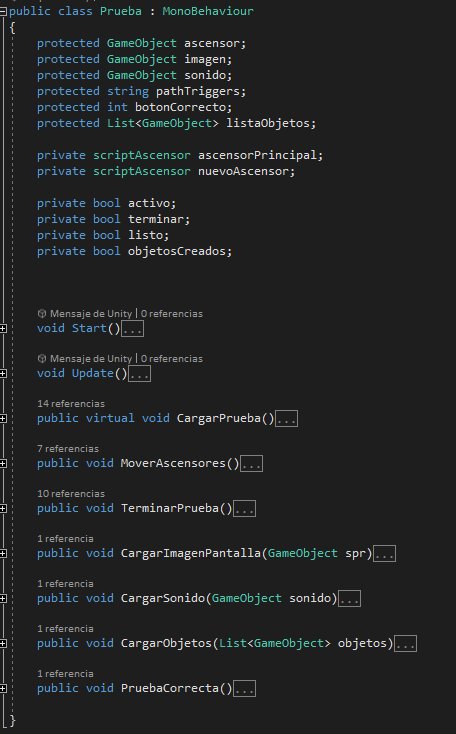 public class Prueba : MonoBehaviour
{
protected GameObject ascensor;
protected GameObject imagen;
protected GameObject sonido;
protected string pathTriggers;
protected int botonCorrecto;
protected List<GameObject> listaObjetos;
private scriptAscensor ascensorPrincipal;
private scriptAscensor nuevoAscensor;
private bool activo;
private bool terminar;
private bool listo;
private bool objetosCreados;
Mensaje de Unity | 0 referencias
void Start()...
Mensaje de Unity | 0 referencias
void Update()...
14 referencias
public virtual void CargarPrueba()...
7 referencias
public void MoverAscensores()...
10 referencias
public void TerminarPrueba()...
1 referencia
public void CargarImagenPantalla(GameObject spr)...
1 referencia
public void CargarSonido(GameObject sonido)...
1 referencia
public void CargarObjetos(List<GameObject> objetos)...
1 referencia
public void PruebaCorrecta()...
}